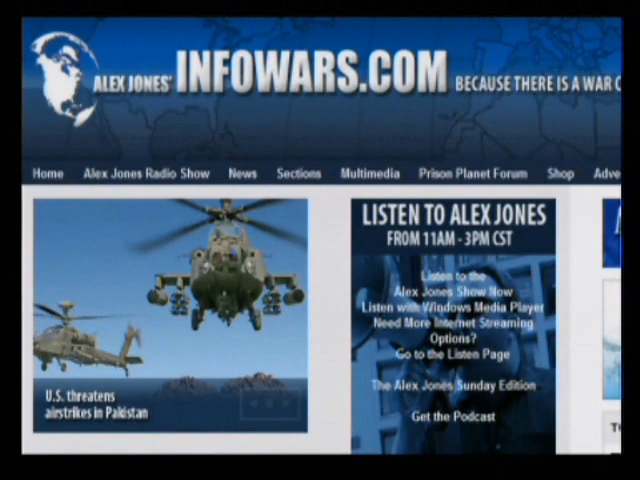 ALEX JONES' INFOWARS.COM BECAUSE THERE IS A WAR
Home Alex Jones Radio Show News Sections Multimedia Prison Planet Forum Shop Adve
LISTEN TO ALEX JONES
FROM 11AM - 3PM CST
Listen to the
Alex Jones Show Now
Listen with Windows Media Player
Need More Internet Streaming
Options?
Go to the Listen Page
The Alex Jones Sunday Edition
Get the Podcast
U.S. threatens
airstrikes in Pakistan